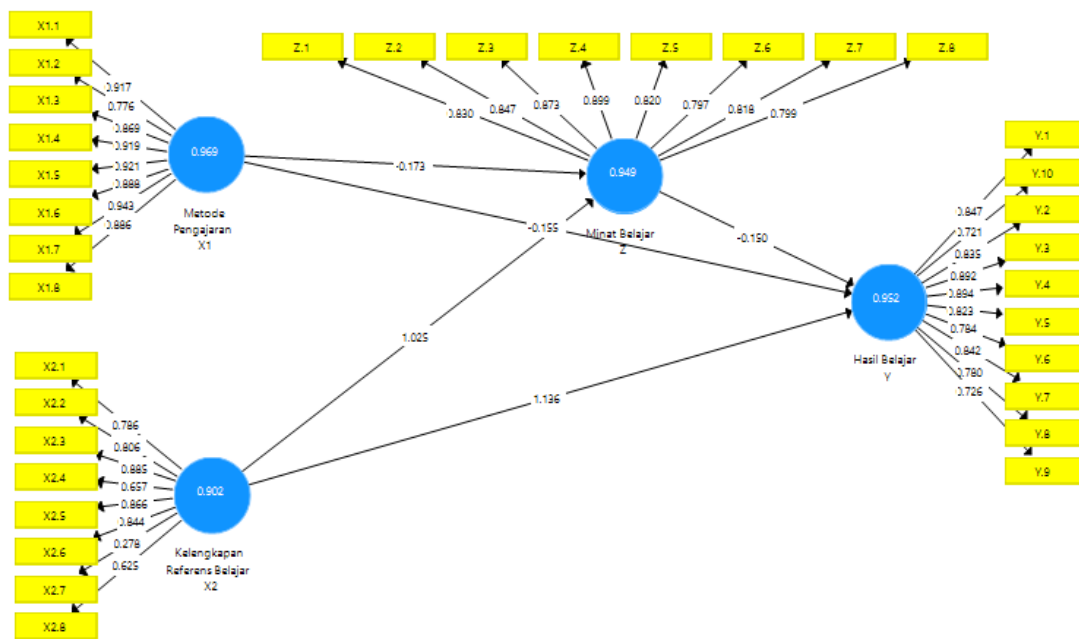 X1.1
X1.2
X1.3
X1.4
X1.5
X1.6
X1.7
X1.8
0.917
0.776
0.869
0.919
0.921
0.888
0.943
0.886
0.969
Metode
Pengajaran
X1
Z.1
Z.2
Z.3
Z.4
Z.5
Z.6
Z.7
Z.8
0.830
0.847
0.873
0.899
0.820
0.797
0.818
0.799
0.949
Minat Belajar
Z
-0.173
-0.155
-0.150
1.025
1.136
Y.1
Y.10
Y.2
Y.3
Y.4
Y.5
Y.6
Y.7
Y.8
Y.9
0.847
0.721
0.835
0.892
0.894
0.823
0.784
0.842
0.780
0.726
0.952
Hasil Belajar
Y
X2.1
X2.2
X2.3
X2.4
X2.5
X2.6
X2.7
X2.8
0.786
0.806
0.885
0.657
0.866
0.844
0.278
0.625
0.902
Kelengkapan
Referens Belajar
X2